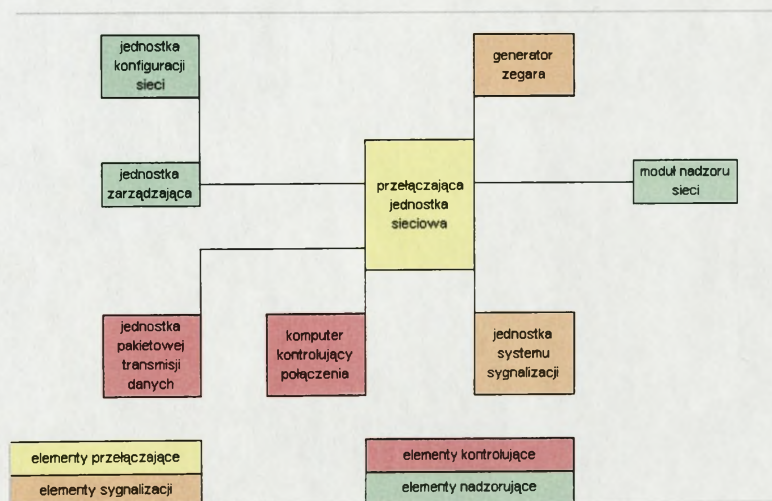 jednostka
konfiguracji
sieci
generator
zegara
jednostka
zarządzająca
przełączająca
jednostka
sieciowa
moduł nadzoru
sieci
jednostka
pakietowej
transmisji
danych
komputer
kontrolujący
połączenia
jednostka
systemu
sygnalizacji
elementy przełączające
elementy sygnalizacji
elementy kontrolujące
elementy nadzorujące